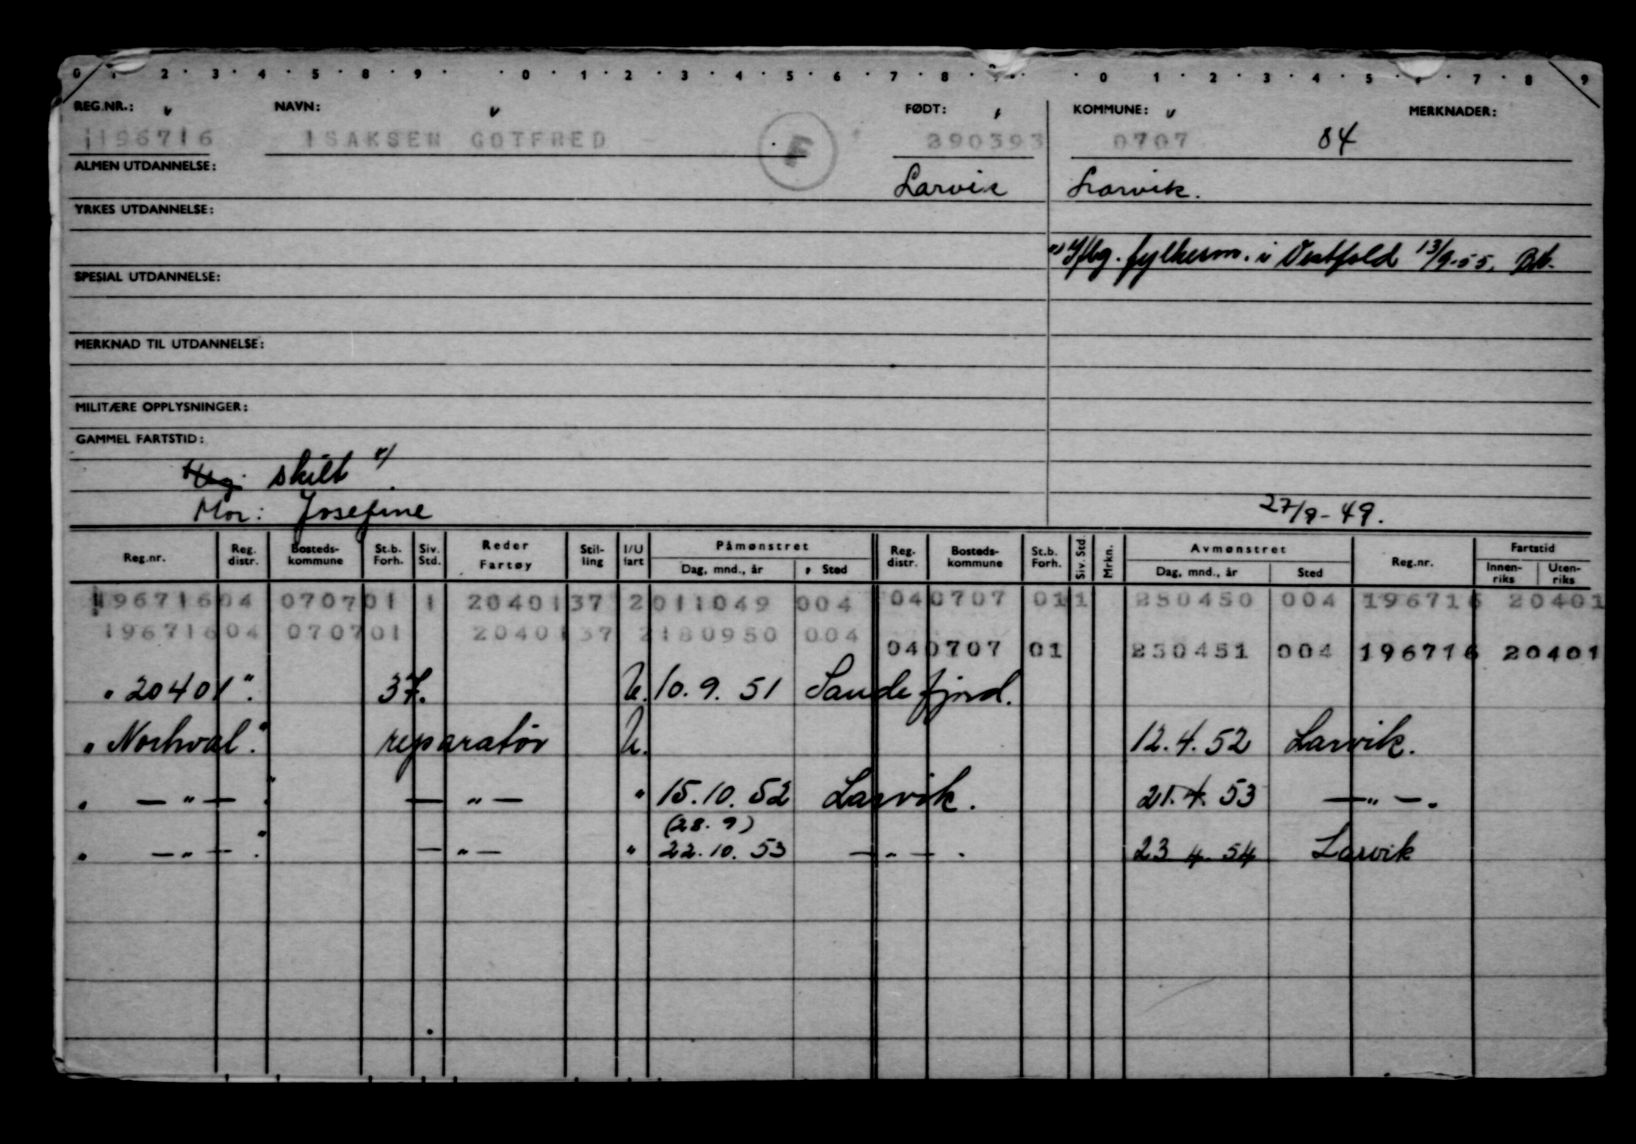 0 · 1 · 2 · 3 · 4 · 5 · 8 · 9 · · 0 · 1 · 2 · 3 · 4 · 5 · 6 · 7 · 8 · 9 · · 0 · 1 · 2 · 3 · 4 · 5 · 6 · 7 · 8 · 9
REG.NR.: NAVN: FØDT: KOMMUNE: MERKNADER:
196716 ISAKSEN GOTFRED F 290393 0707 84
ALMEN UTDANNELSE: Larvik Larvik.
YRKES UTDANNELSE:
x) iflg. fylkesm. i Vestfold 13/9-55.
SPESIAL UTDANNELSE:
MERKNAD TIL UTDANNELSE:
MILITÆRE OPPLYSNINGER:
GAMMEL FARTSTID:
skilt x)
Mor: Josefine 27/9-49.
Reg.nr. Reg. distr. Bosteds-kommune St.b. Forh. Siv. Std. Reder Fartøy Stil-ling I/U fart Påmønstret Dag, mnd., år Sted Reg. distr. Bosteds-kommune St.b. Forh. Siv. Std Mrkn. Avmønstret Dag, mnd., år Sted Reg.nr. Fartstid Innen-riks Uten-riks
196716 04 0707 01 1 20401 37 2 011049 004 04 0707 01 1 250450 004 196716 20401
196716 04 0707 01 20401 37 2 180950 004
04 0707 01 230451 004 196716 20401
"20401". 37. U. 10.9.51 Sandefjord.
"Norhval". reparatør U. 12.4.52 Larvik.
" — " — " — " — " 15.10.52 Larvik. 21.4.53 — " —.
(28.9)
" — " — " — " — " 22.10.53 — " — . 23 4. 54 Larvik